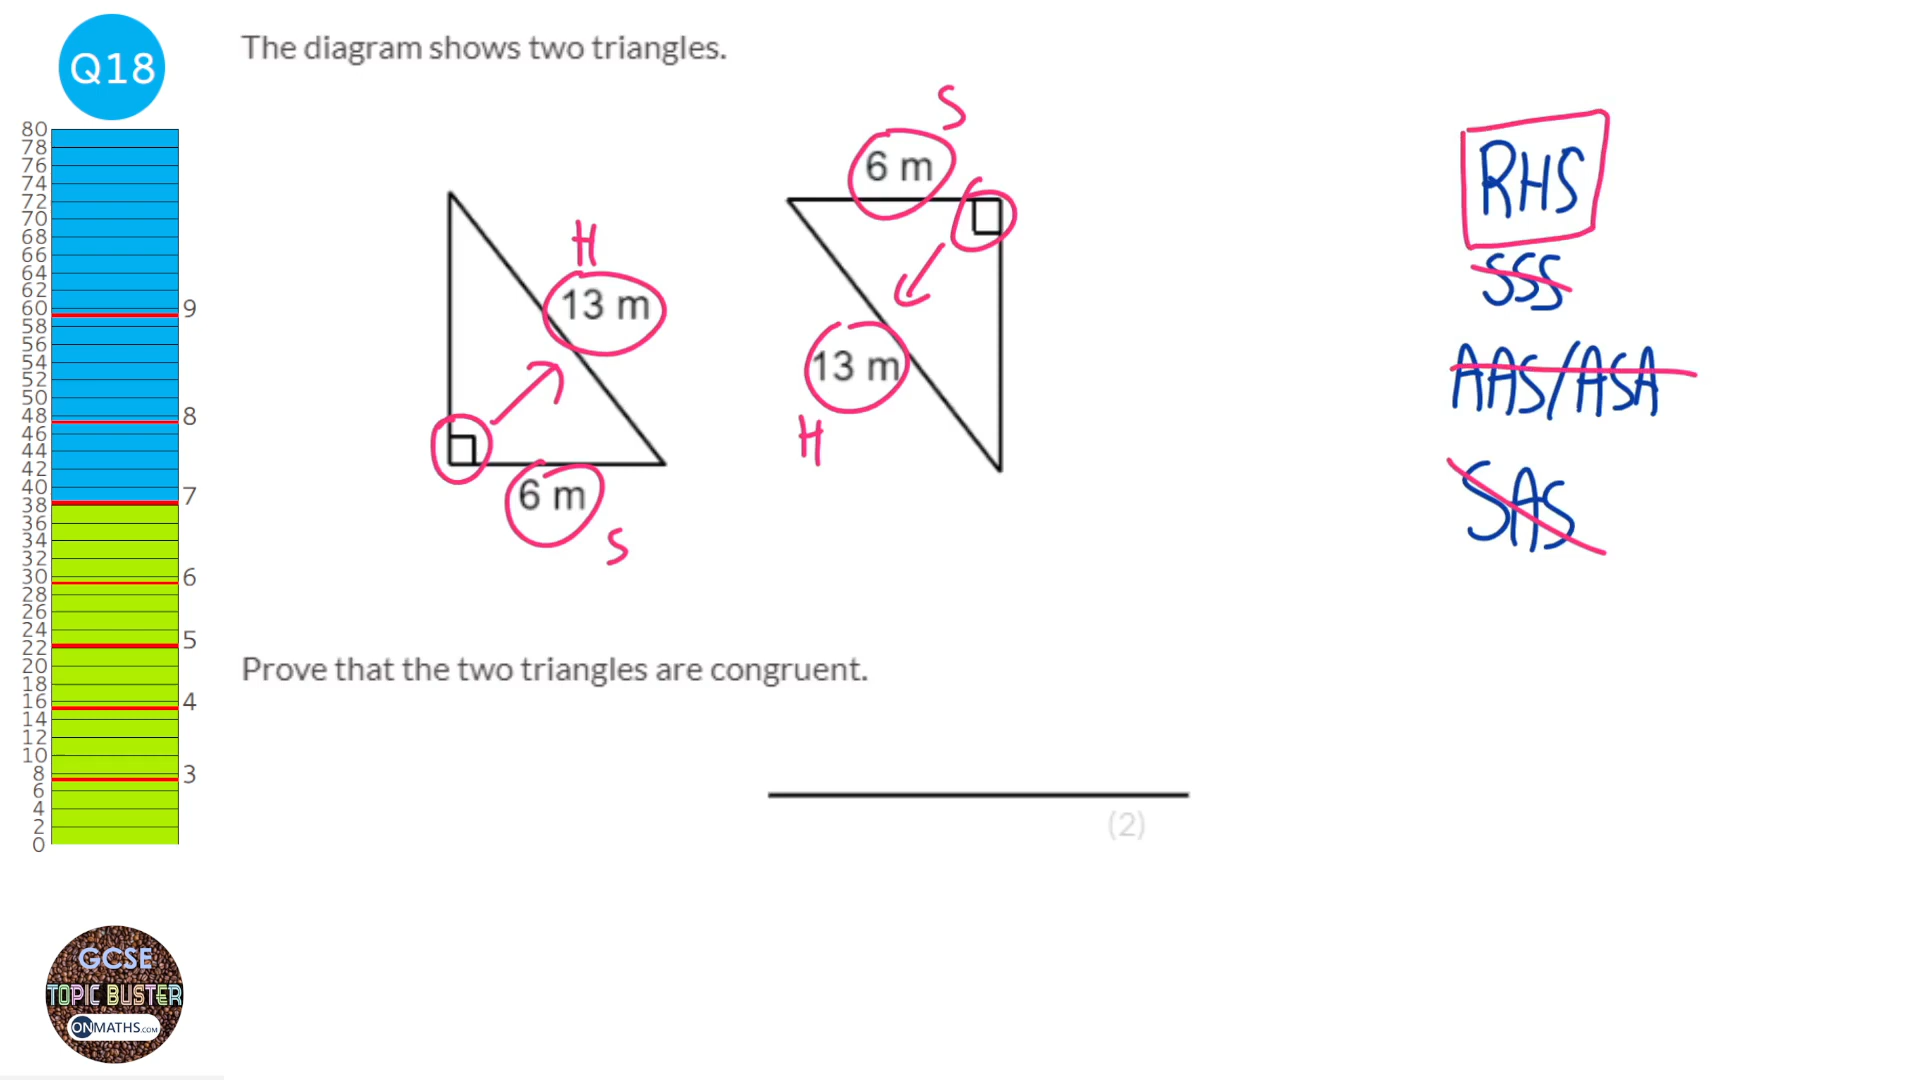 Q18
The diagram shows two triangles.
80
78
76
74
72
70
68
66
64
62
60
58
56
54
52
50
48
46
44
42
40
38
36
34
32
30
28
26
24
22
20
18
16
14
12
10
8
6
4
2
0
9
8
7
6
5
4
3
S
6 m
H
13 m
6 m
S
13 m
H
RHS
SSS
AAS/ASA
SAS
Prove that the two triangles are congruent.
(2)
GCSE
TOPIC BUSTER
ONMATHS.COM